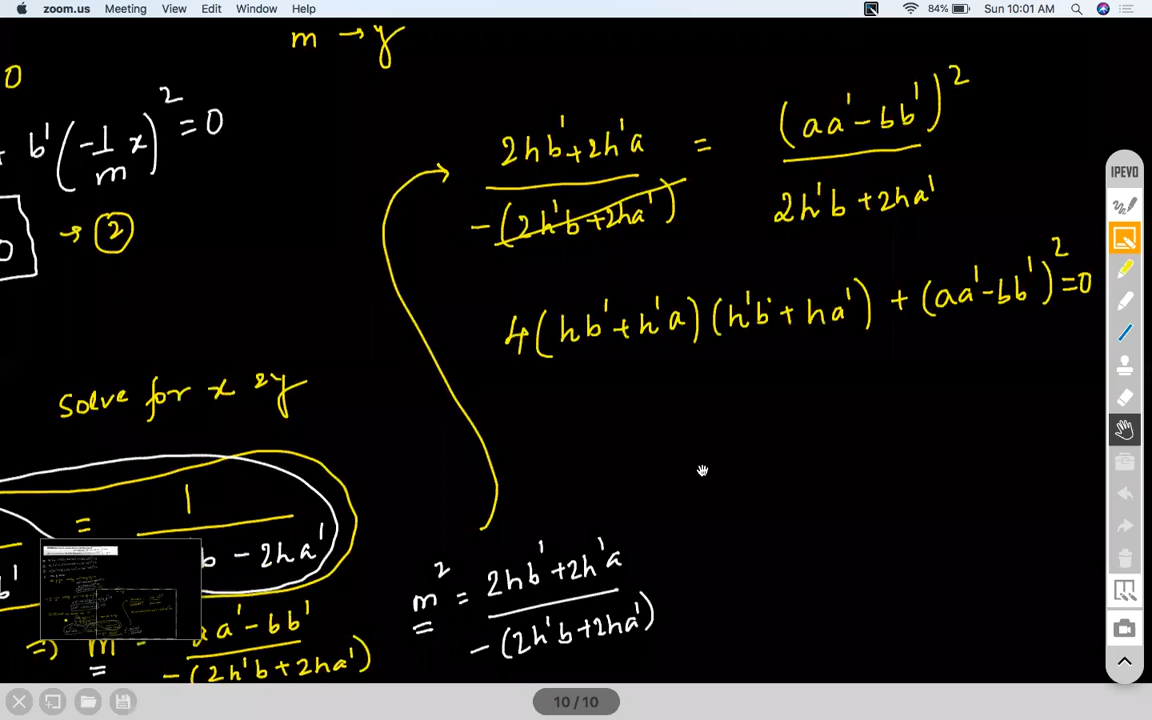 zoom.us Meeting View Edit Window Help 84% Sun 10:01 AM
m → y
0
b'(-1/m x)² = 0
→ ②
0
(2hb' + 2h'a)/-(2h'b + 2ha') = (aa' - bb')²/2h'b + 2ha'
4(hb' + h'a)(h'b + ha') + (aa' - bb')² = 0
IPEVO
Solve for x & y
= 1/b - 2ha'
b'
⇒ m = aa' - bb'/-(2h'b + 2ha')
m² = 2hb' + 2h'a/-(2h'b + 2ha')
10 / 10